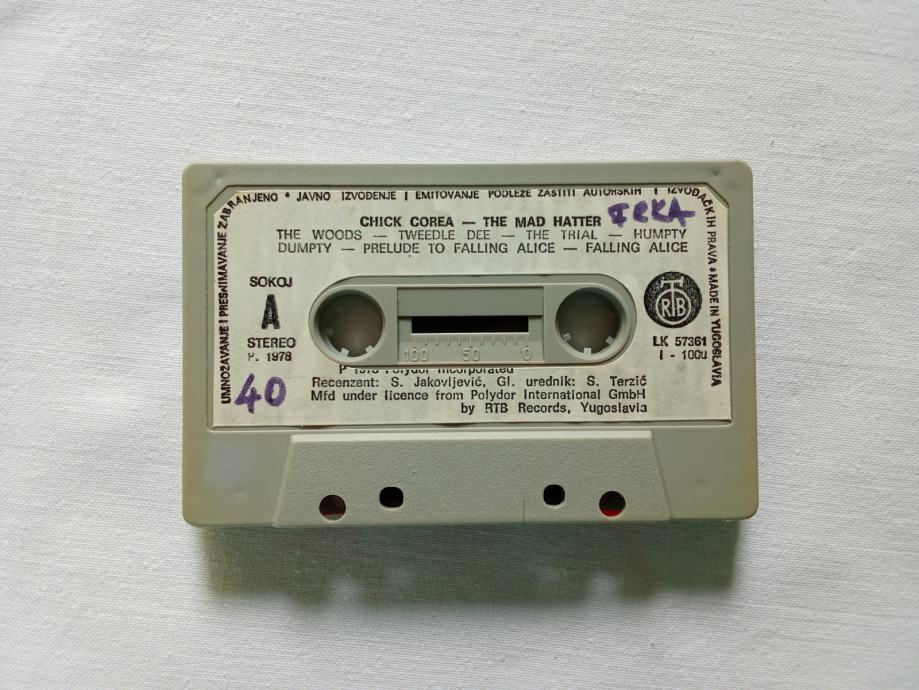 UMNOŽAVANJE I PRESNIMAVANJE ZABRANJENO * JAVNO IZVOĐENJE I EMITOVANJE PODLEŽE ZAŠTITI AUTORSKIH I IZVOĐAČKIH PRAVA * MADE IN YUGOSLAVIA
CHICK COREA — THE MAD HATTER
THE WOODS — TWEEDLE DEE — THE TRIAL — HUMPTY
DUMPTY — PRELUDE TO FALLING ALICE — FALLING ALICE
SOKOJ
A
STEREO
P. 1978
40
RTB
LK 57361
I - 1000
100 50 0
P 1978 Polydor Incorporated
Recenzent: S. Jakovljević, Gl. urednik: S. Terzić
Mfd under licence from Polydor International GmbH
by RTB Records, Yugoslavia